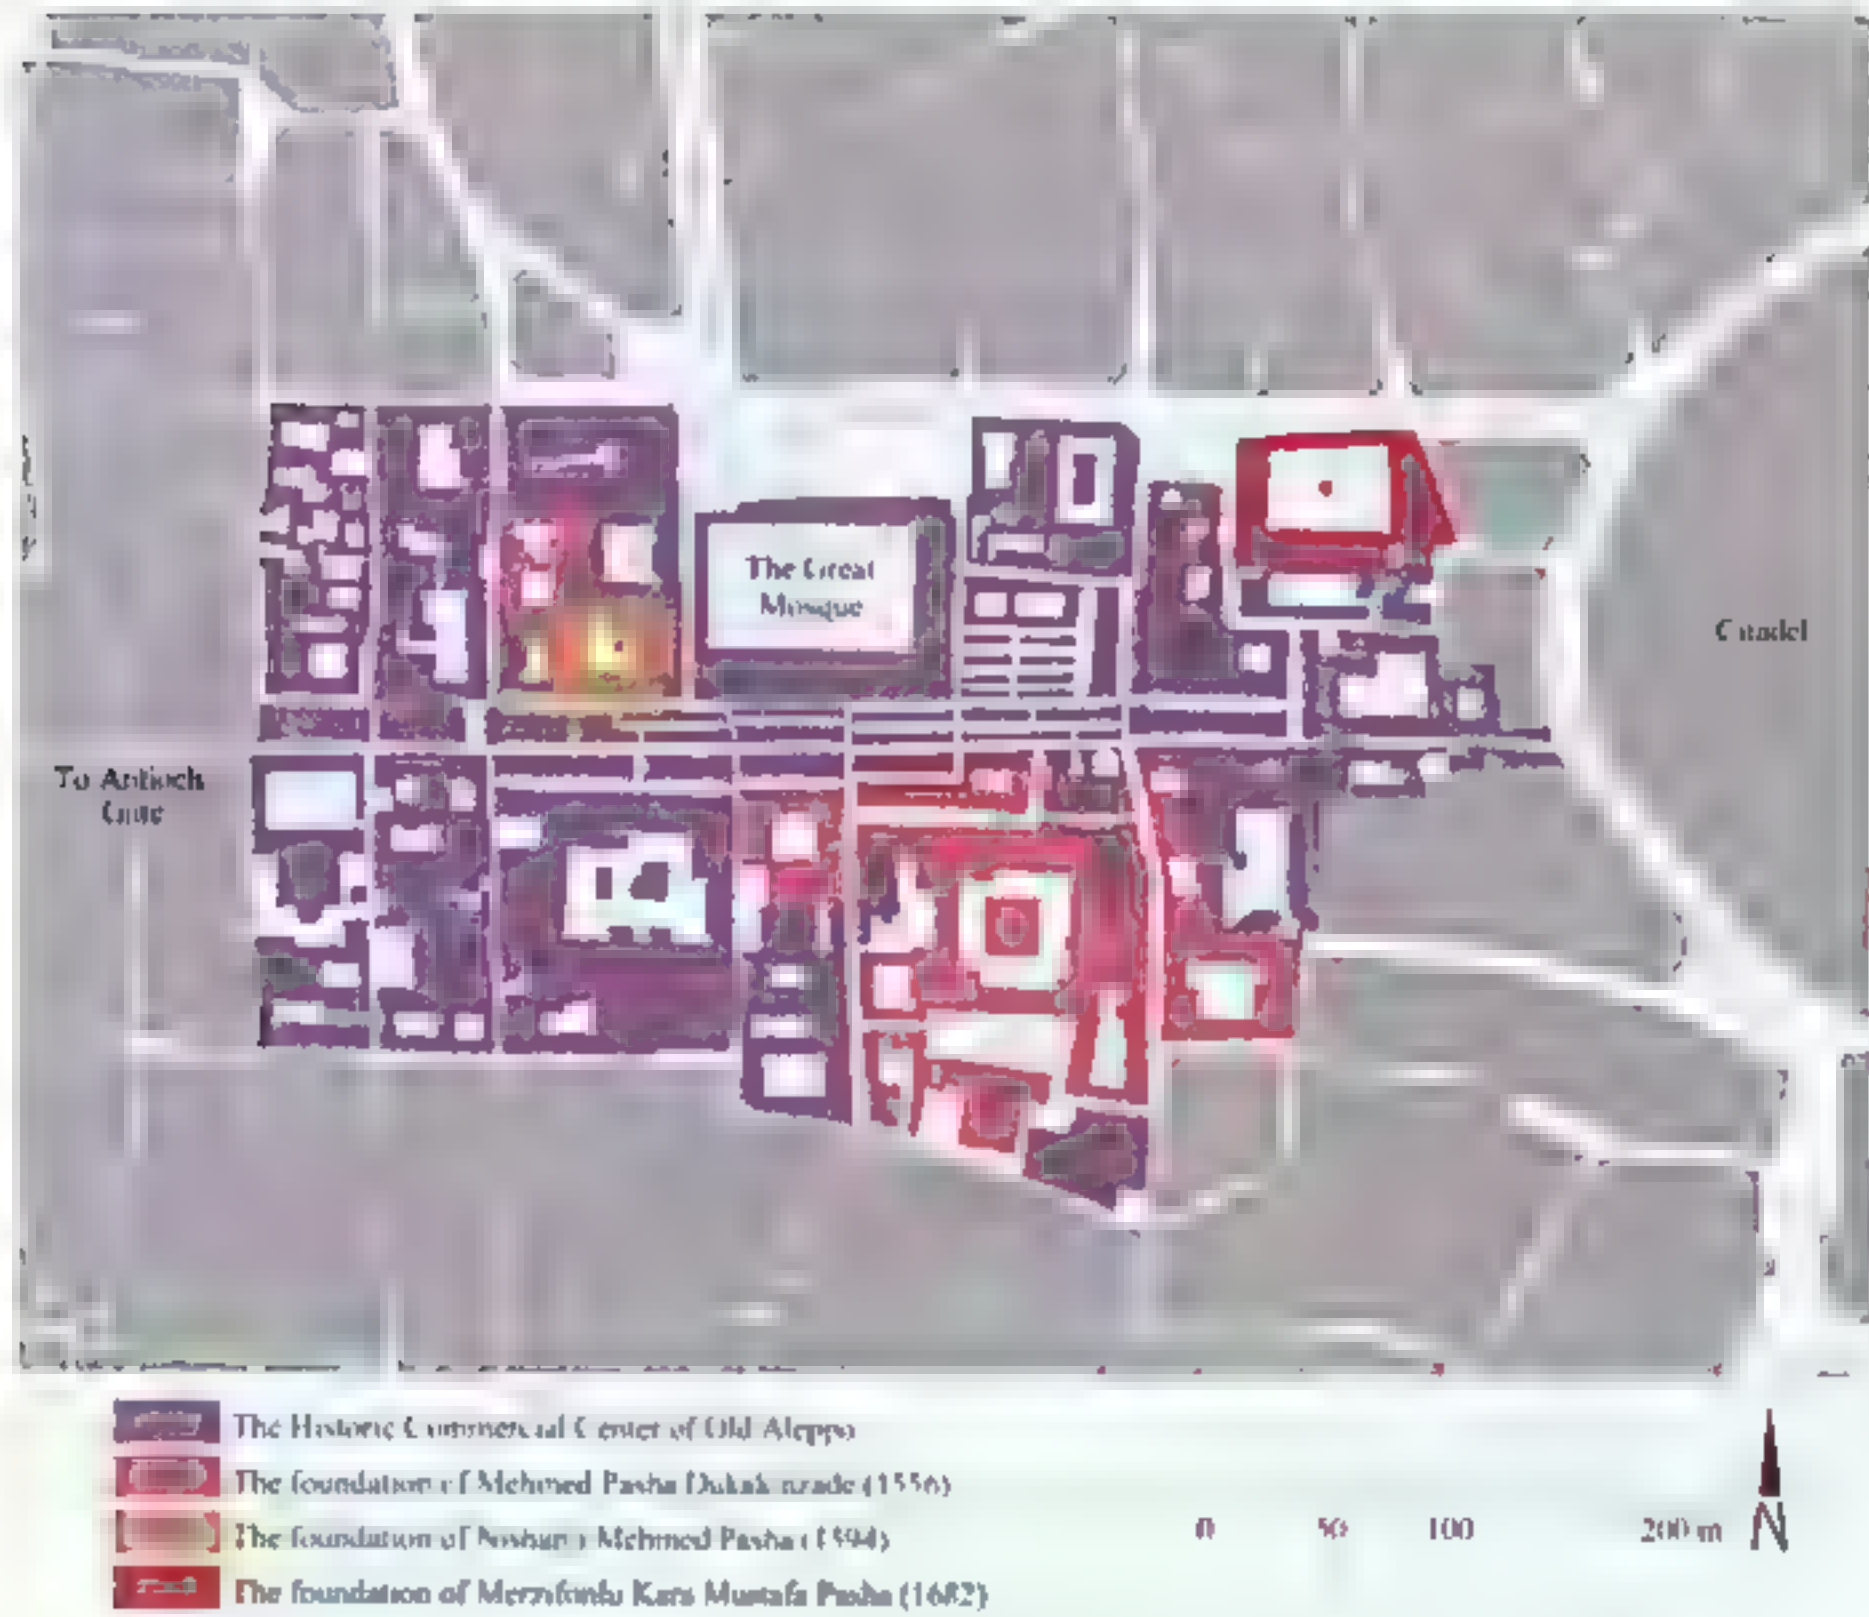 The Great
Mosque
Citadel
To Antioch
Gate
The Historic Commercial Center of Old Aleppo
The foundation of Mehmed Pasha Dukakinzade (1556)
The foundation of Mehmed Pasha (1594)
The foundation of Merzifonlu Kara Mustafa Pasha (1682)
0 50 100 200 m
N